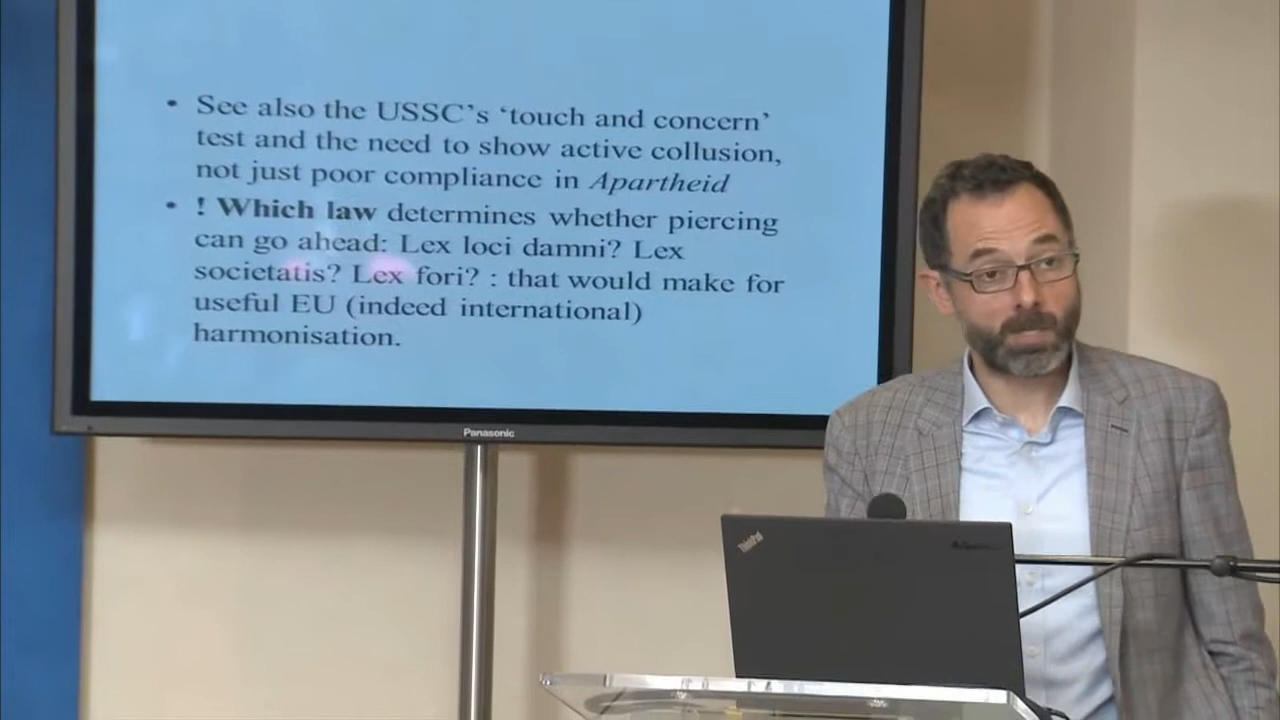 • See also the USSC's ‘touch and concern’
test and the need to show active collusion,
not just poor compliance in Apartheid
• ! Which law determines whether piercing
can go ahead: Lex loci damni? Lex
societatis? Lex fori? : that would make for
useful EU (indeed international)
harmonisation.
Panasonic
ThinkPad